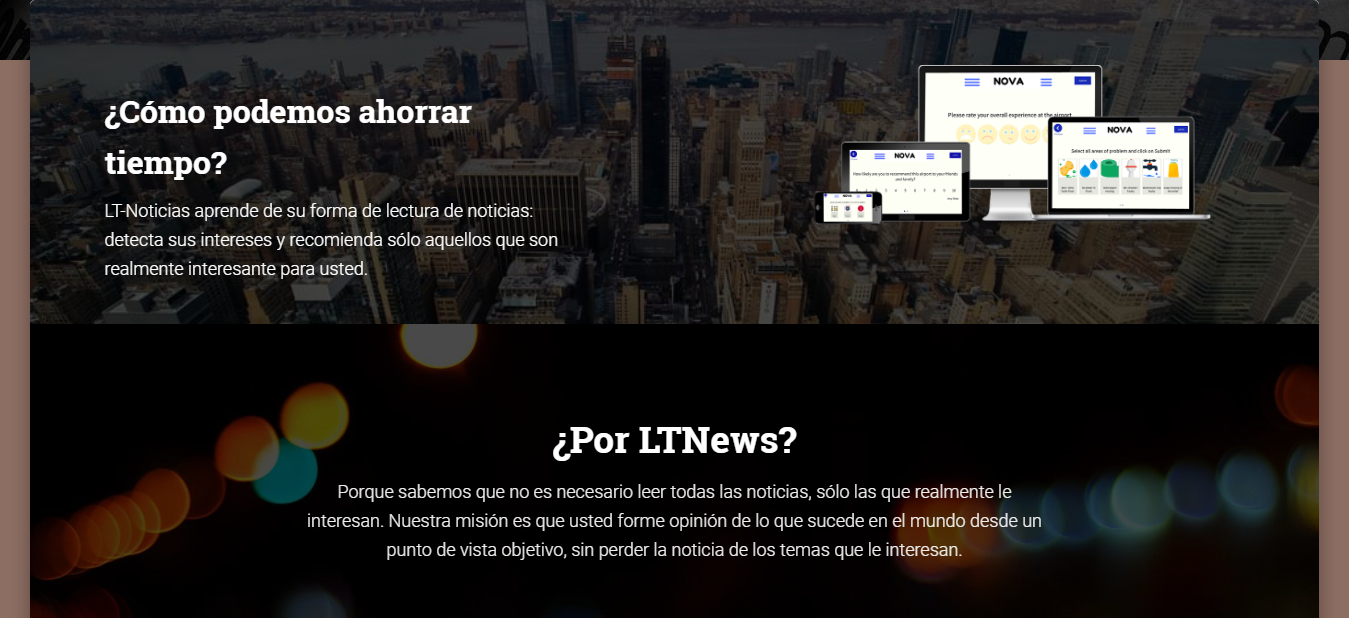 ¿Cómo podemos ahorrar
tiempo?
LT-Noticias aprende de su forma de lectura de noticias:
detecta sus intereses y recomienda sólo aquellos que son
realmente interesante para usted.
NOVA
Please rate your overall experience at the airport
NOVA
Select all areas of problem and click on Submit
NOVA
How likely are you to recommend this airport to your friends
and family?
¿Por LTNews?
Porque sabemos que no es necesario leer todas las noticias, sólo las que realmente le
interesan. Nuestra misión es que usted forme opinión de lo que sucede en el mundo desde un
punto de vista objetivo, sin perder la noticia de los temas que le interesan.